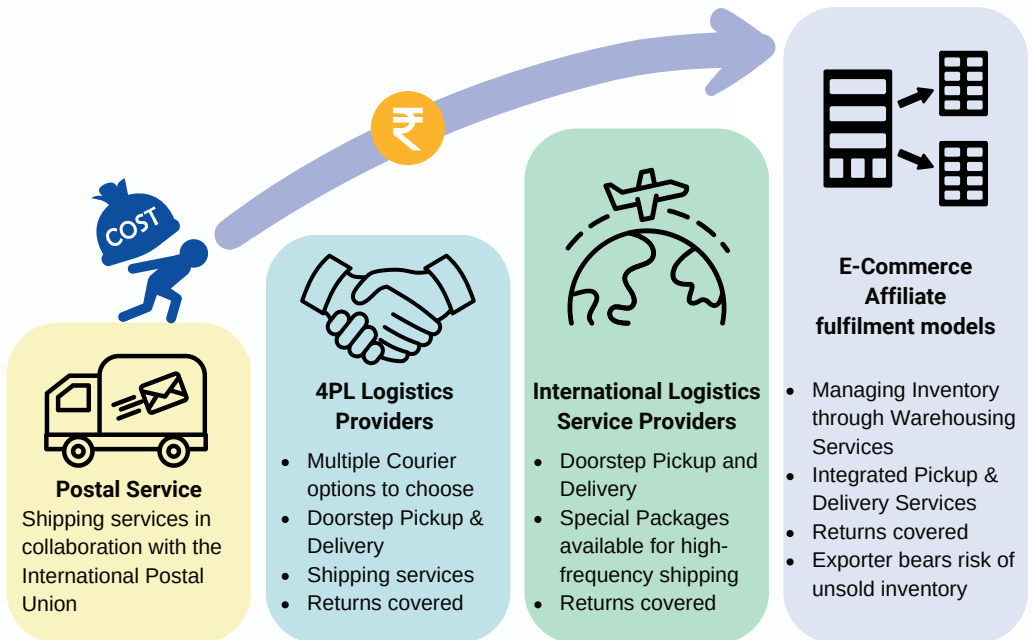 ₹
COST
Postal Service
Shipping services in
collaboration with the
International Postal
Union
4PL Logistics
Providers
• Multiple Courier
options to choose
• Doorstep Pickup &
Delivery
• Shipping services
• Returns covered
International Logistics
Service Providers
• Doorstep Pickup and
Delivery
• Special Packages
available for high-
frequency shipping
• Returns covered
E-Commerce
Affiliate
fulfilment models
• Managing Inventory
through Warehousing
Services
• Integrated Pickup &
Delivery Services
• Returns covered
• Exporter bears risk of
unsold inventory